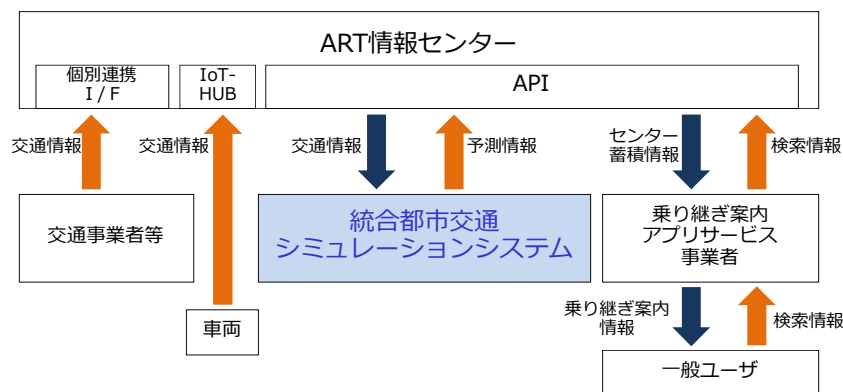 ART情報センター
個別連携
I / F
IoT-
HUB
API
交通情報
交通情報
交通情報
予測情報
センター
蓄積情報
検索情報
交通事業者等
統合都市交通
シミュレーションシステム
乗り継ぎ案内
アプリサービス
事業者
車両
乗り継ぎ案内
情報
検索情報
一般ユーザ